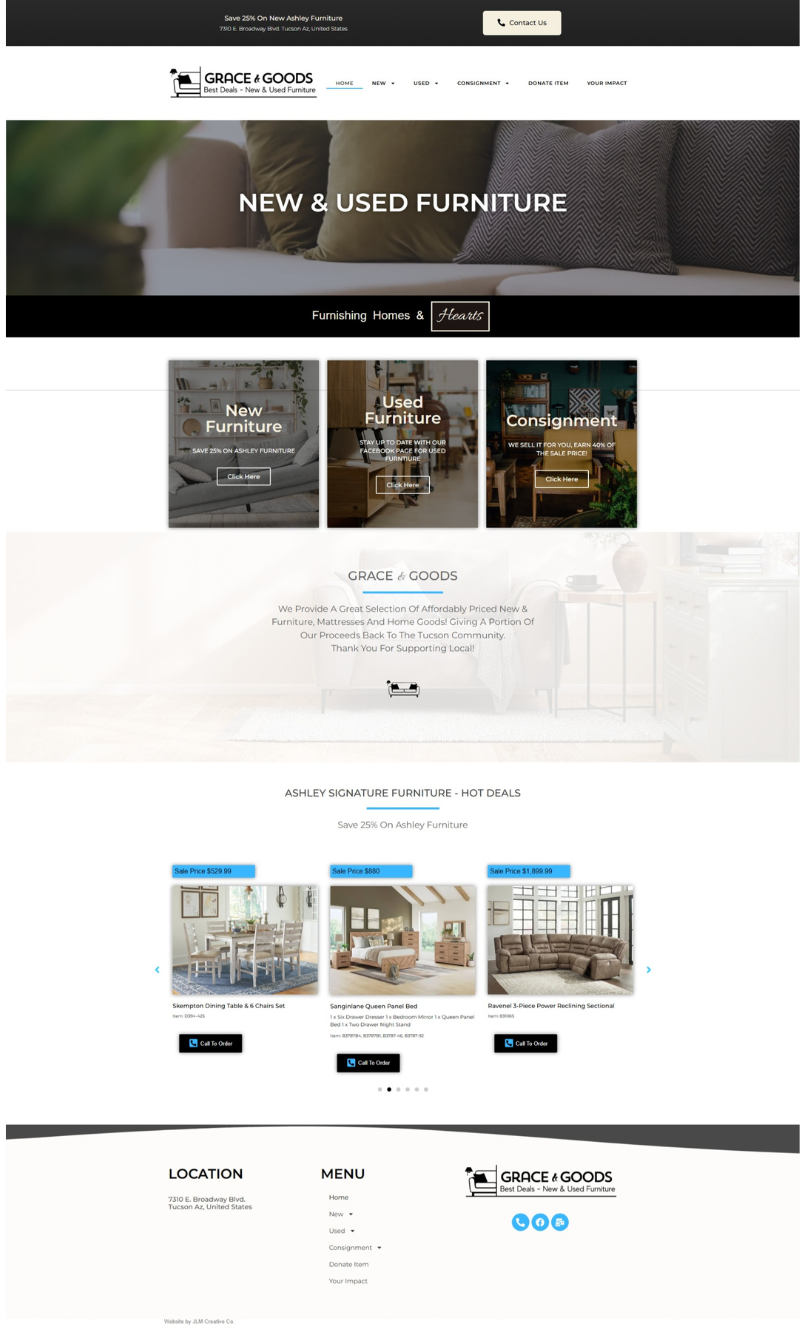 Save 25% On New Ashley Furniture
7310 E. Broadway Blvd. Tucson Az, United States
Contact Us
GRACE & GOODS
Best Deals - New & Used Furniture
HOME
NEW
USED
CONSIGNMENT
DONATE ITEM
YOUR IMPACT
NEW & USED FURNITURE
Furnishing Homes & Hearts
New
Furniture
SAVE 25% ON ASHLEY FURNITURE
Click Here
Used
Furniture
STAY UP TO DATE WITH OUR
FACEBOOK PAGE FOR USED
FURNITIURE
Click Here
Consignment
WE SELL IT FOR YOU, EARN 40% OF
THE SALE PRICE!
Click Here
GRACE & GOODS
We Provide A Great Selection Of Affordably Priced New &
Furniture, Mattresses And Home Goods! Giving A Portion Of
Our Proceeds Back To The Tucson Community.
Thank You For Supporting Local!
ASHLEY SIGNATURE FURNITURE - HOT DEALS
Save 25% On Ashley Furniture
Sale Price $529.99
Skempton Dining Table & 6 Chairs Set
Item: D394-425
Call To Order
Sale Price $880
Sanginlane Queen Panel Bed
1 x Six Drawer Dresser 1 x Bedroom Mirror 1 x Queen Panel
Bed 1 x Two Drawer Night Stand
Call To Order
Sale Price $1,899.99
Ravenel 3-Piece Power Reclining Sectional
Call To Order
LOCATION
7310 E. Broadway Blvd.
Tucson Az, United States
MENU
Home
New
Used
Consignment
Donate Item
Your Impact
GRACE & GOODS
Best Deals - New & Used Furniture
Website by JLM Creative Co